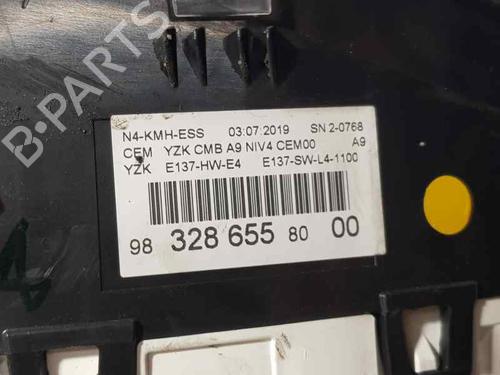 N4-KMH-ESS 03.07.2019 SN 2-0768
CEM YZK CMB A9 NIV4 CEM00 A9
YZK E137-HW-E4 E137-SW-L4-1100
98 328 655 80 00
B-PARTS